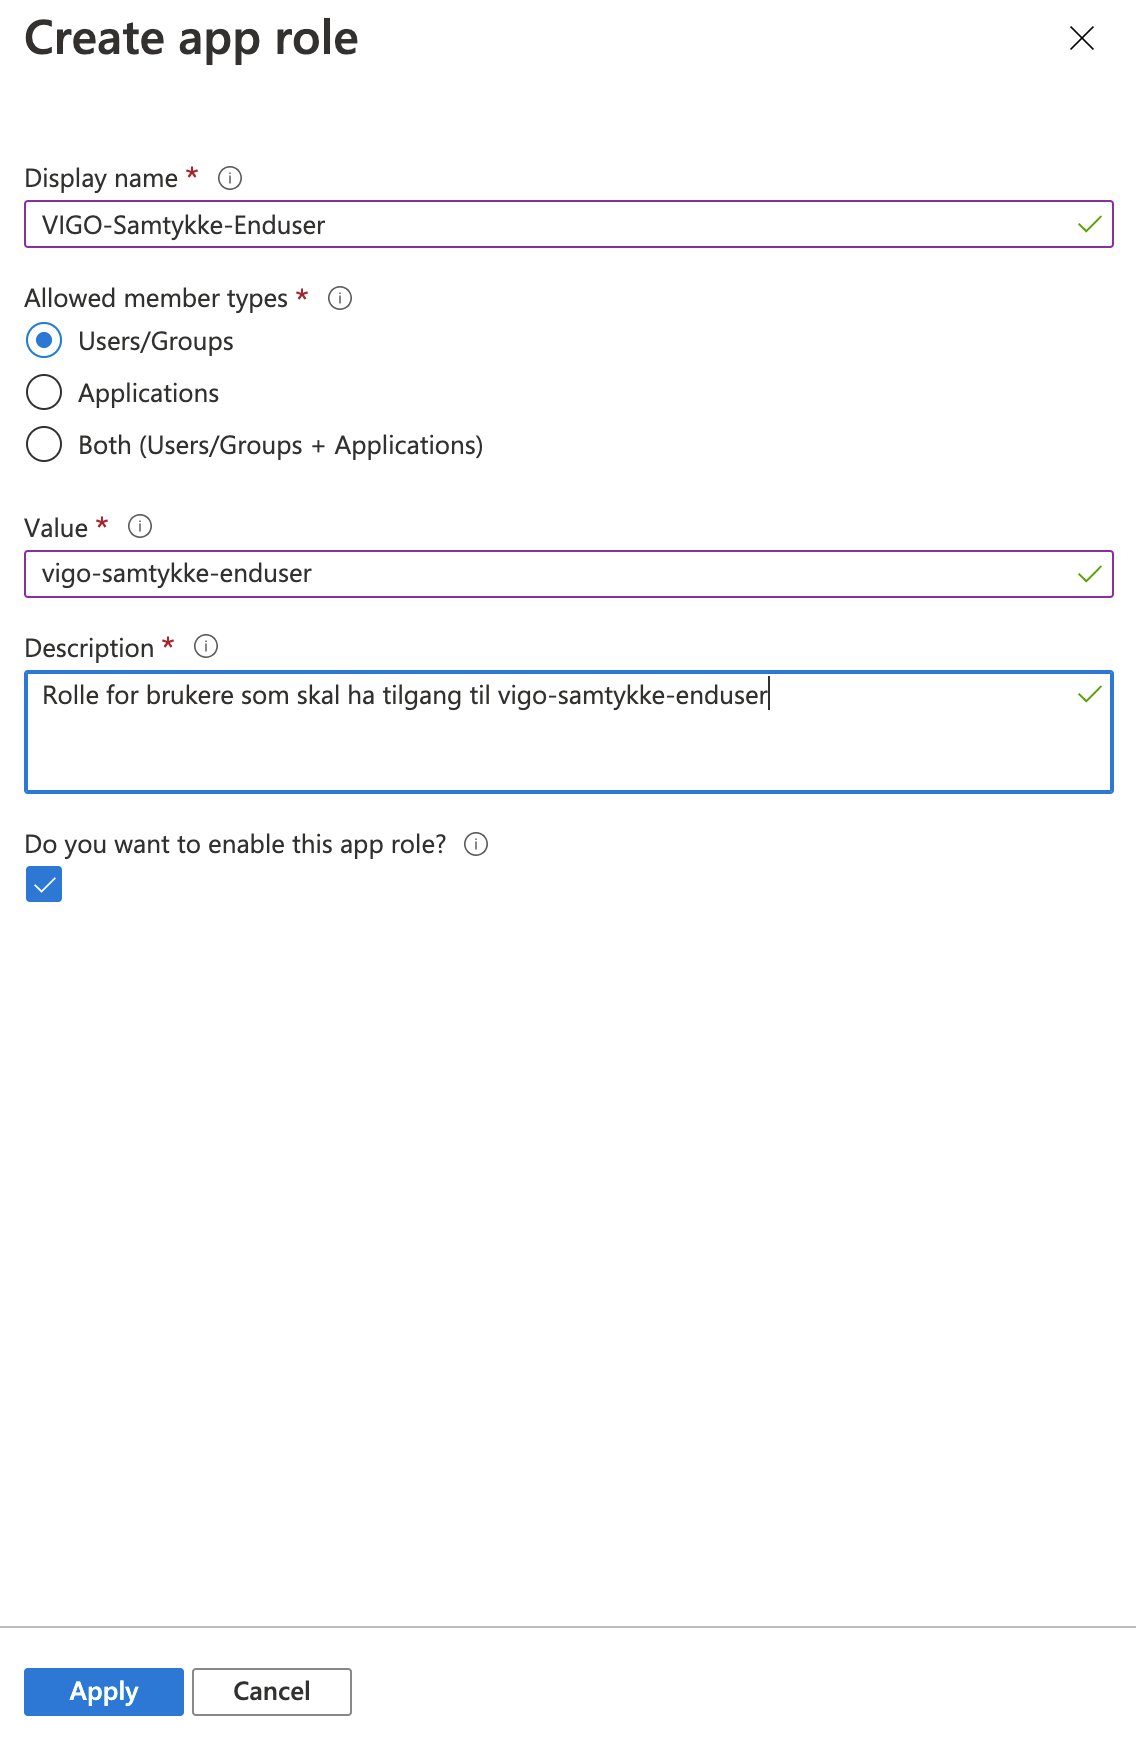 Create app role
Display name *
VIGO-Samtykke-Enduser
Allowed member types *
Users/Groups
Applications
Both (Users/Groups + Applications)
Value *
vigo-samtykke-enduser
Description *
Rolle for brukere som skal ha tilgang til vigo-samtykke-enduser
Do you want to enable this app role?
Apply
Cancel